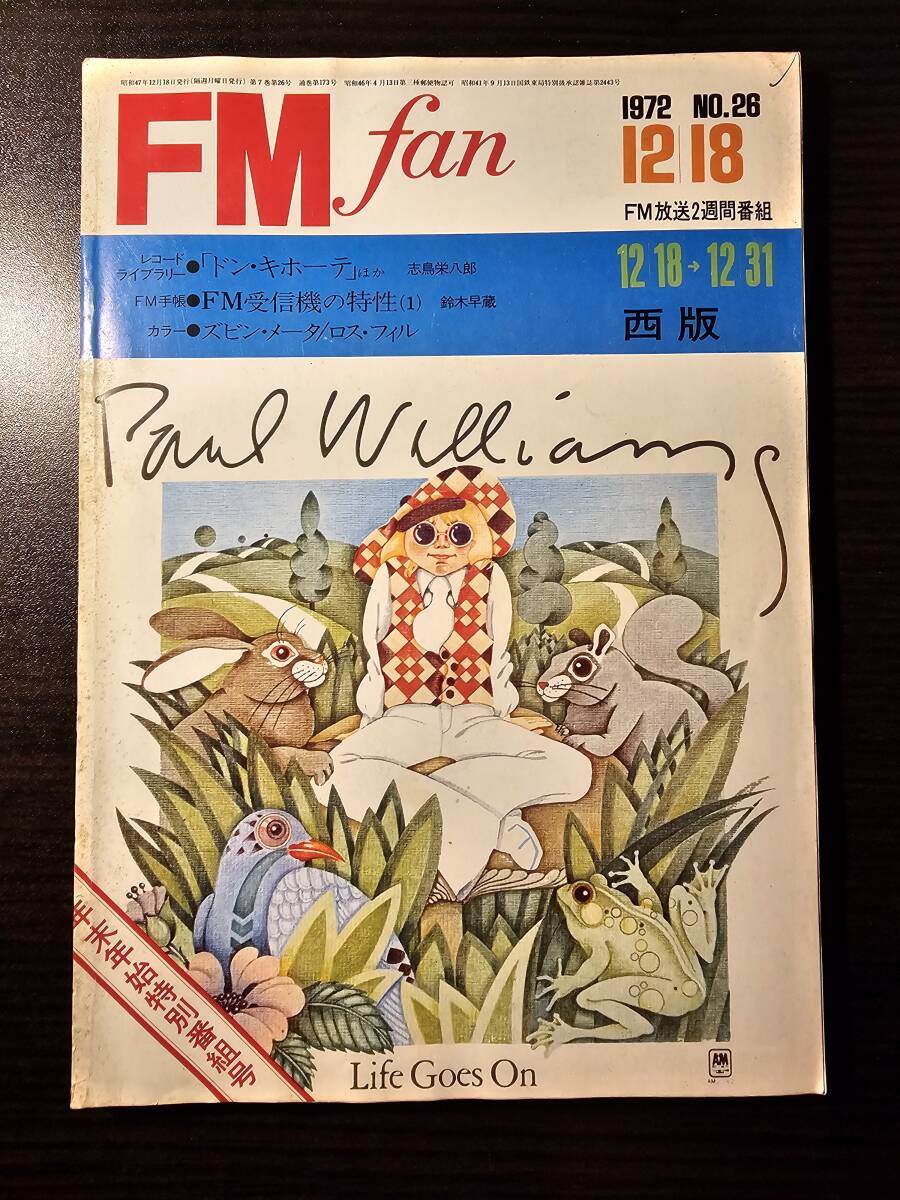 昭和47年12月18日発行(隔週月曜日発行) 第7巻第26号 通巻第173号 昭和46年4月13日第三種郵便物認可 昭和41年9月13日国鉄東局特別扱承認雑誌第2443号
FM fan
1972 NO.26
12|18
FM放送2週間番組
レコードライブラリー●「ドン・キホーテ」ほか 志鳥栄八郎
FM手帳●FM受信機の特性(1) 鈴木早蔵
カラー●ズビン・メータ/ロス・フィル
12|18→12|31
西版
Paul Williams
年末年始特別番組号
Life Goes On
A&M